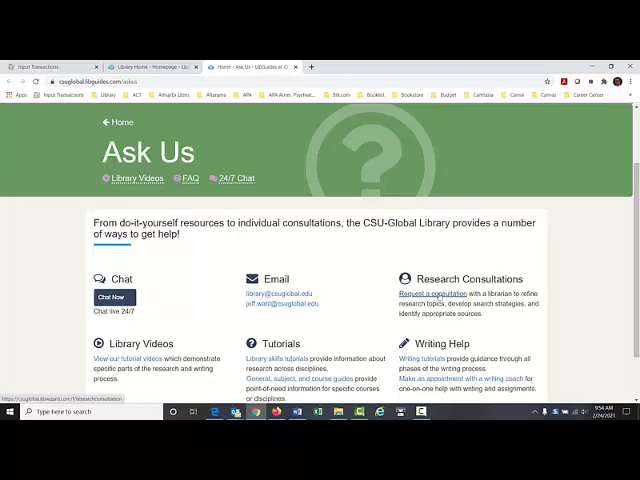 Input Transactions
Library Home - Homepage - Lib
Home - Ask Us - LibGuides at C
csuglobal.libguides.com/askus
Apps
Input Transactions
Library
ACT
Alma/Ex Libris
Altarama
APA
APA Amer. Psychiat...
Bitt.com
Booklist
Bookstore
Budget
Camtasia
Canva
Canvas
Career Center
Home
Ask Us
Library Videos
FAQ
24/7 Chat
From do-it-yourself resources to individual consultations, the CSU-Global Library provides a number
of ways to get help!
Chat
Chat Now
Chat live 24/7
Email
library@csuglobal.edu
jeff.wahl@csuglobal.edu
Research Consultations
Request a consultation with a librarian to refine
research topics, develop search strategies, and
identify appropriate sources.
Library Videos
View our tutorial videos which demonstrate
specific parts of the research and writing
process.
Tutorials
Library skills tutorials provide information about
research across disciplines.
General, subject, and course guides provide
point-of-need information for specific courses
or disciplines.
Writing Help
Writing tutorials provide guidance through all
phases of the writing process.
Make an appointment with a writing coach for
one-on-one help with writing and assignments.
https://csuglobal.libwizard.com/f/researchconsultation
Type here to search
9:54 AM
2/24/2021